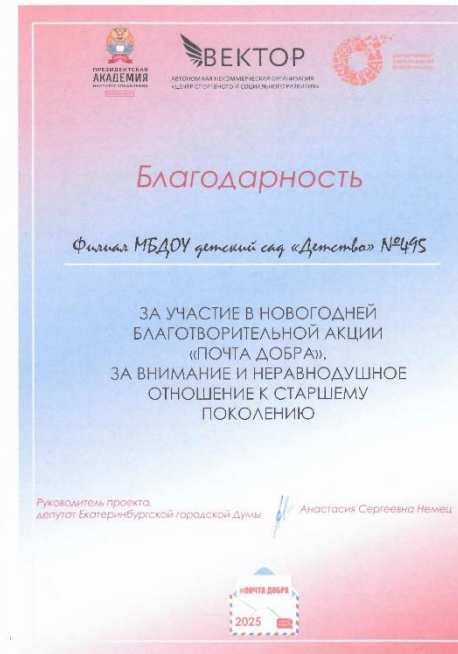 ПРЕЗИДЕНТСКАЯ
АКАДЕМИЯ
ВЕКТОР
АВТОНОМНАЯ НЕКОММЕРЧЕСКАЯ ОРГАНИЗАЦИЯ
«ЦЕНТР СПОРТИВНОГО И СОЦИАЛЬНОГО РАЗВИТИЯ»
Благодарность
Филиал МБДОУ детский сад «Детство» №495
ЗА УЧАСТИЕ В НОВОГОДНЕЙ
БЛАГОТВОРИТЕЛЬНОЙ АКЦИИ
«ПОЧТА ДОБРА»,
ЗА ВНИМАНИЕ И НЕРАВНОДУШНОЕ
ОТНОШЕНИЕ К СТАРШЕМУ
ПОКОЛЕНИЮ
Руководитель проекта,
депутат Екатеринбургской городской Думы
Анастасия Сергеевна Немец
#ПОЧТА ДОБРА
2025